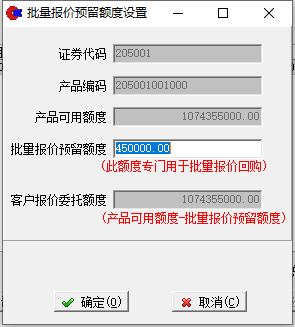 批量报价预留额度设置
证券代码 205001
产品编码 205001001000
产品可用额度 1074355000.00
批量报价预留额度 450000.00
(此额度专门用于批量报价回购)
客户报价委托额度 1074355000.00
(产品可用额度-批量报价预留额度)
确定(O) 取消(C)